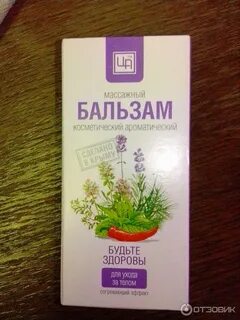 ЦА
массажный
БАЛЬЗАМ
косметический ароматический
СДЕЛАНО
В КРЫМУ
БУДЬТЕ
ЗДОРОВЫ
для ухода
за телом
согревающий эффект
ОТЗОВИК